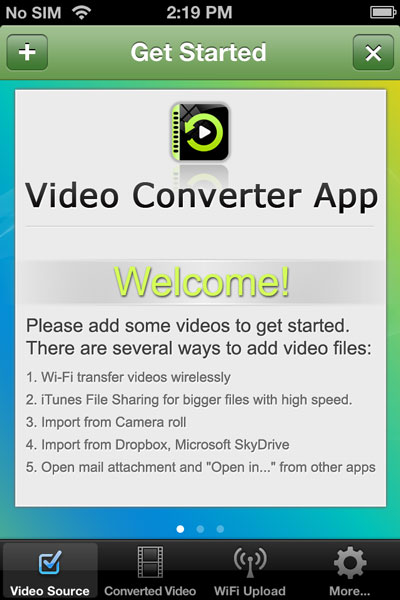 No SIM 2:19 PM
+ Get Started ×
Video Converter App
Welcome!
Please add some videos to get started.
There are several ways to add video files:
1. Wi-Fi transfer videos wirelessly
2. iTunes File Sharing for bigger files with high speed.
3. Import from Camera roll
4. Import from Dropbox, Microsoft SkyDrive
5. Open mail attachment and "Open in..." from other apps
Video Source Converted Video WiFi Upload More...